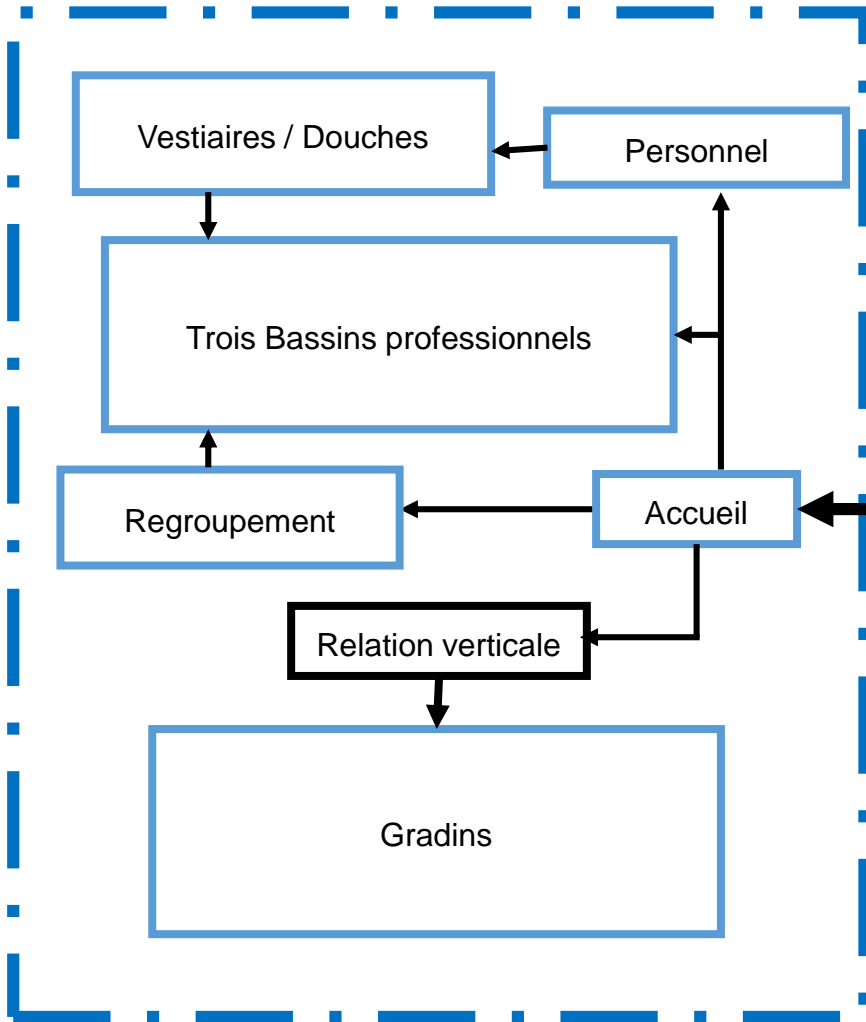 Vestiaires / Douches
Personnel
Trois Bassins professionnels
Regroupement
Accueil
Relation verticale
Gradins